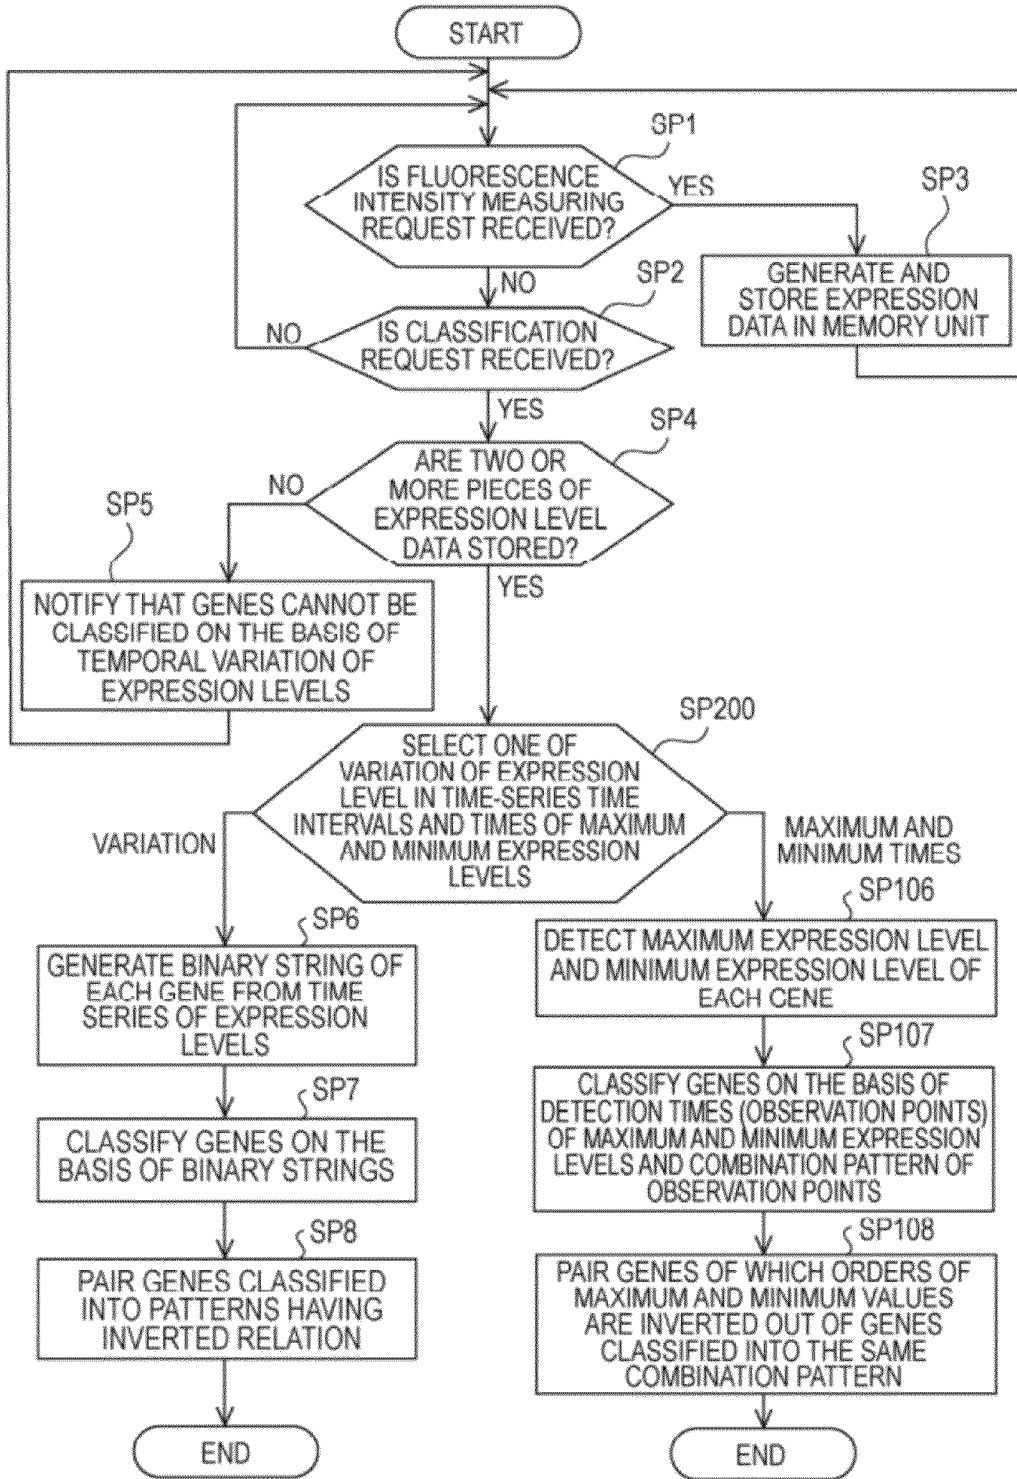 START
SP1
IS FLUORESCENCE
INTENSITY MEASURING
REQUEST RECEIVED?
YES
SP3
GENERATE AND
STORE EXPRESSION
DATA IN MEMORY UNIT
NO
SP2
IS CLASSIFICATION
REQUEST RECEIVED?
NO
YES
SP4
ARE TWO OR
MORE PIECES OF
EXPRESSION LEVEL
DATA STORED?
NO
SP5
YES
NOTIFY THAT GENES CANNOT BE
CLASSIFIED ON THE BASIS OF
TEMPORAL VARIATION OF
EXPRESSION LEVELS
SP200
SELECT ONE OF
VARIATION OF EXPRESSION
LEVEL IN TIME-SERIES TIME
INTERVALS AND TIMES OF MAXIMUM
AND MINIMUM EXPRESSION
LEVELS
VARIATION
MAXIMUM AND
MINIMUM TIMES
SP6
GENERATE BINARY STRING OF
EACH GENE FROM TIME
SERIES OF EXPRESSION
LEVELS
SP7
CLASSIFY GENES ON THE
BASIS OF BINARY STRINGS
SP8
PAIR GENES CLASSIFIED
INTO PATTERNS HAVING
INVERTED RELATION
END
SP106
DETECT MAXIMUM EXPRESSION LEVEL
AND MINIMUM EXPRESSION LEVEL OF
EACH CENE
SP107
CLASSIFY GENES ON THE BASIS OF
DETECTION TIMES (OBSERVATION POINTS)
OF MAXIMUM AND MINIMUM EXPRESSION
LEVELS AND COMBINATION PATTERN OF
OBSERVATION POINTS
SP108
PAIR GENES OF WHICH ORDERS OF
MAXIMUM AND MINIMUM VALUES
ARE INVERTED OUT OF GENES
CLASSIFIED INTO THE SAME
COMBINATION PATTERN
END